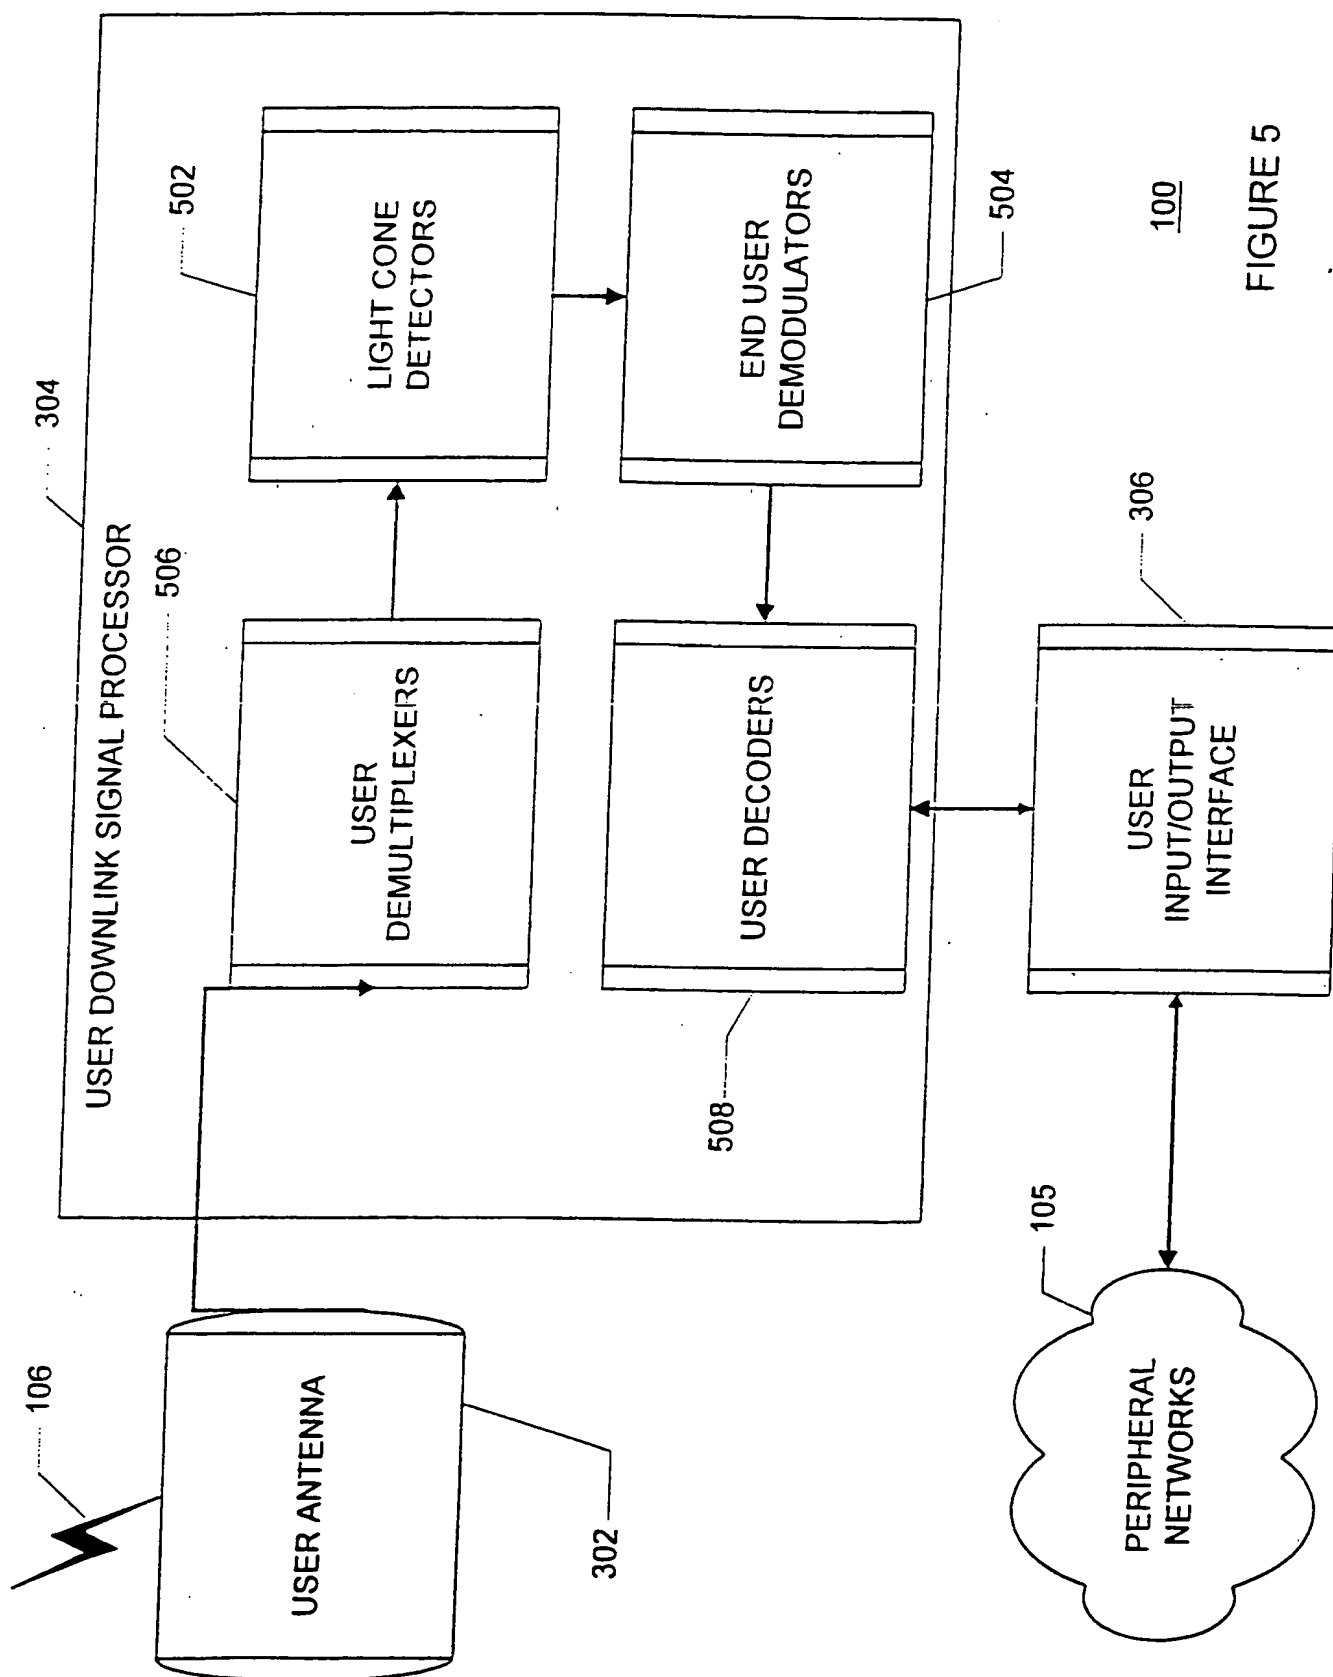 304
USER DOWNLINK SIGNAL PROCESSOR
506
502
106
USER
DEMULTIPLEXERS
LIGHT CONE
DETECTORS
USER ANTENNA
302
508
USER DECODERS
END USER
DEMODULATORS
504
105
306
PERIPHERAL
NETWORKS
USER
INPUT/OUTPUT
INTERFACE
100
FIGURE 5